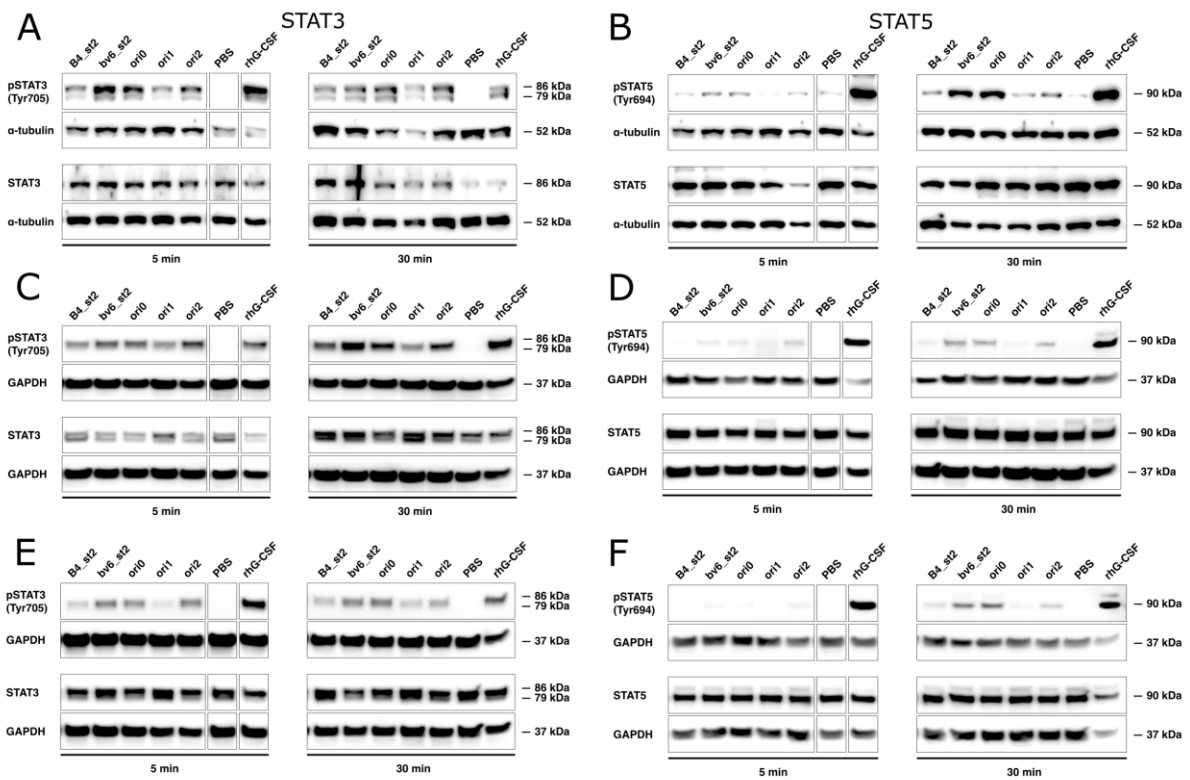 A STAT3
B4_st2 bv6_st2 ori0 ori1 ori2 PBS rhG-CSF B4_st2 bv6_st2 ori0 ori1 ori2 PBS rhG-CSF
pSTAT3 – 86 kDa
(Tyr705) – 79 kDa
α-tubulin – 52 kDa
STAT3 – 86 kDa
α-tubulin – 52 kDa
5 min 30 min
B STAT5
B4_st2 bv6_st2 ori0 ori1 ori2 PBS rhG-CSF B4_st2 bv6_st2 ori0 ori1 ori2 PBS rhG-CSF
pSTAT5 – 90 kDa
(Tyr694)
α-tubulin – 52 kDa
STAT5 – 90 kDa
α-tubulin – 52 kDa
5 min 30 min
C
B4_st2 bv6_st2 ori0 ori1 ori2 PBS rhG-CSF B4_st2 bv6_st2 ori0 ori1 ori2 PBS rhG-CSF
pSTAT3 – 86 kDa
(Tyr705) – 79 kDa
GAPDH – 37 kDa
STAT3 – 86 kDa
– 79 kDa
GAPDH – 37 kDa
5 min 30 min
D
B4_st2 bv6_st2 ori0 ori1 ori2 PBS rhG-CSF B4_st2 bv6_st2 ori0 ori1 ori2 PBS rhG-CSF
pSTAT5 – 90 kDa
(Tyr694)
GAPDH – 37 kDa
STAT5 – 90 kDa
GAPDH – 37 kDa
5 min 30 min
E
B4_st2 bv6_st2 ori0 ori1 ori2 PBS rhG-CSF B4_st2 bv6_st2 ori0 ori1 ori2 PBS rhG-CSF
pSTAT3 – 86 kDa
(Tyr705) – 79 kDa
GAPDH – 37 kDa
STAT3 – 86 kDa
– 79 kDa
GAPDH – 37 kDa
5 min 30 min
F
B4_st2 bv6_st2 ori0 ori1 ori2 PBS rhG-CSF B4_st2 bv6_st2 ori0 ori1 ori2 PBS rhG-CSF
pSTAT5 – 90 kDa
(Tyr694)
GAPDH – 37 kDa
STAT5 – 90 kDa
GAPDH – 37 kDa
5 min 30 min